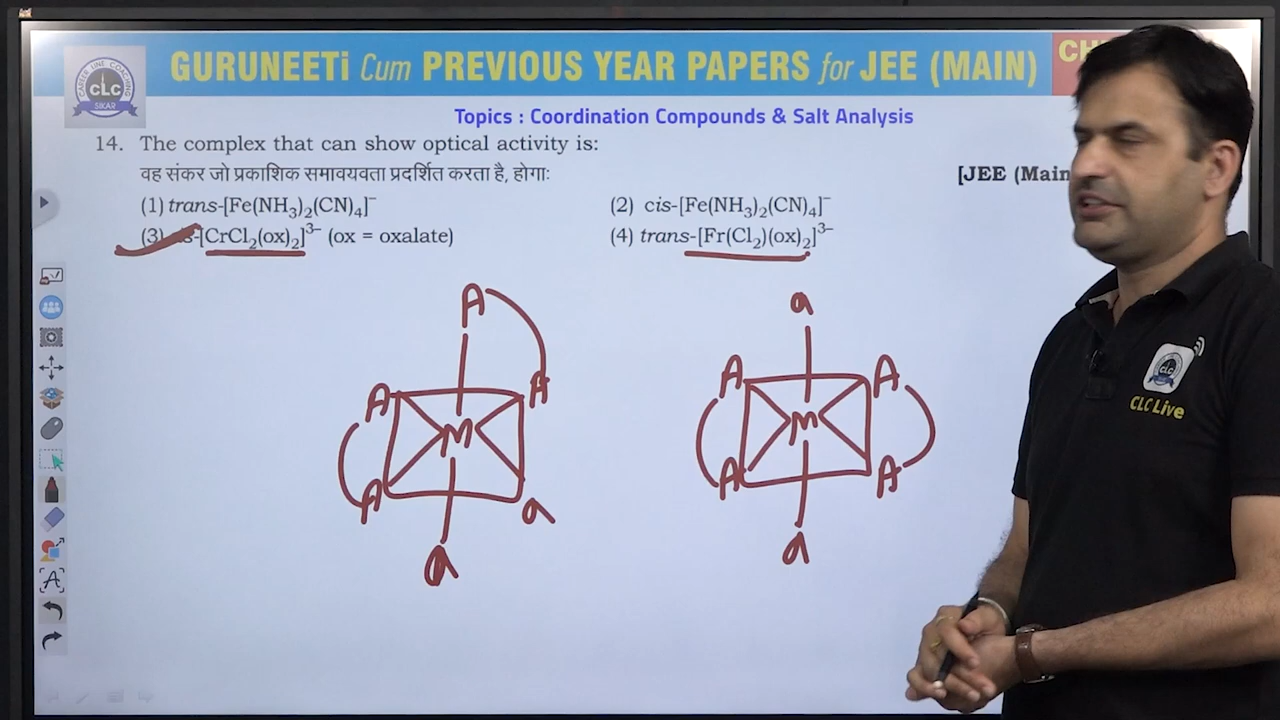 GURUNEETi Cum PREVIOUS YEAR PAPERS for JEE (MAIN)
CLC
SIKAR
Topics : Coordination Compounds & Salt Analysis
14. The complex that can show optical activity is:
वह संकर जो प्रकाशिक समावयवता प्रदर्शित करता है, होगाः
[JEE (Main
(1) trans-[Fe(NH₃)₂(CN)₄]⁻
(2) cis-[Fe(NH₃)₂(CN)₄]⁻
(3) [CrCl₂(ox)₂]³⁻ (ox = oxalate)
(4) trans-[Fr(Cl₂)(ox)₂]³⁻
A
A A
M
A a
a
a
A A
M
A A
a
CLC
CLC Live